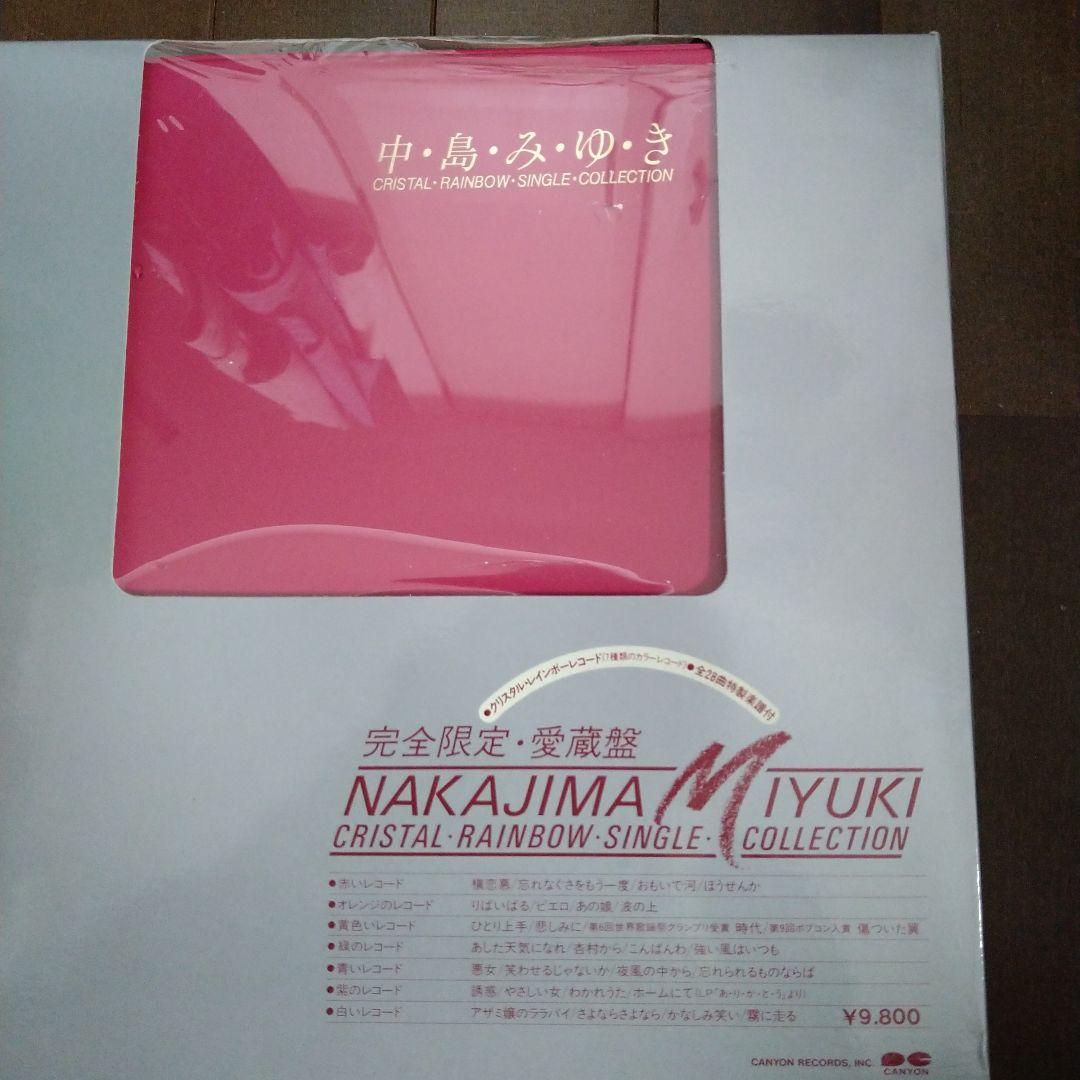 中・島・み・ゆ・き
CRISTAL・RAINBOW・SINGLE・COLLECTION
●クリスタル・レインボーレコード(7種類のカラーレコード)●全28曲特製楽譜付
完全限定・愛蔵盤
NAKAJIMA MIYUKI
CRISTAL・RAINBOW・SINGLE・COLLECTION
●赤いレコード 横恋慕/忘れなぐさをもう一度/おもいで河/ほうせんか
●オレンジのレコード りばいばる/ピエロ/あの娘/波の上
●黄色いレコード ひとり上手/悲しみに/第6回世界歌謡祭グランプリ受賞 時代/第9回ポプコン入賞 傷ついた翼
●緑のレコード あした天気になれ/杏村から/こんばんわ/強い風はいつも
●青いレコード 悪女/笑わせるじゃないか/夜風の中から/忘れられるものならば
●紫のレコード 誘惑/やさしい女/わかれうた/ホームにて(LP「あ・り・が・と・う」より)
●白いレコード アザミ嬢のララバイ/さよならさよなら/かなしみ笑い/霧に走る ¥9.800
CANYON RECORDS, INC. CANYON